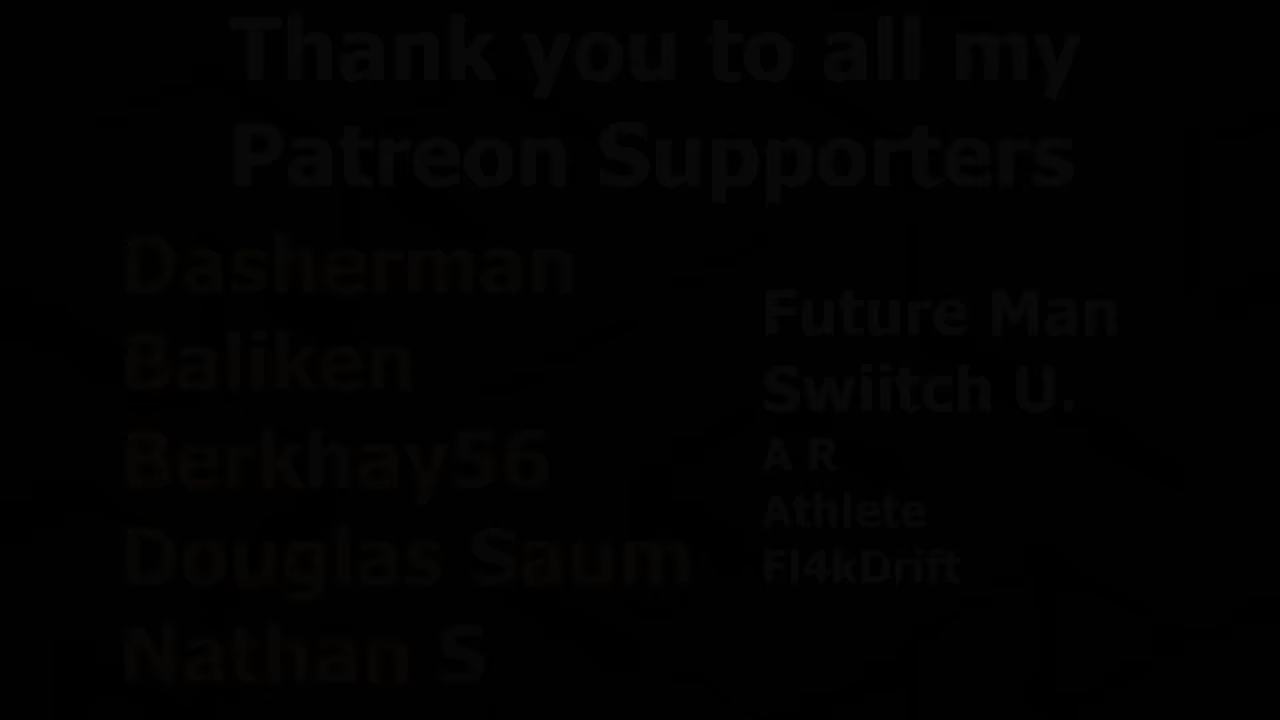 Thank you to all my
Patreon Supporters
Dasherman
Baliken
Berkhay56
Douglas Saum
Nathan S
Future Man
Swiitch U.
A R
Athlete
Fl4kDrift